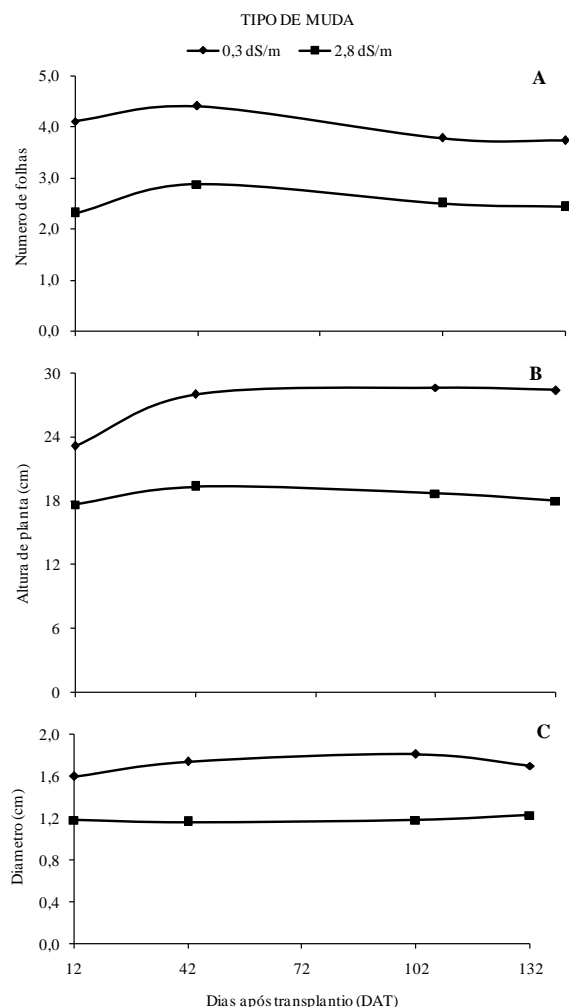 TIPO DE MUDA
0,3 dS/m 2,8 dS/m
A
5,0
4,0
3,0
2,0
1,0
0,0
Numero de folhas
B
30
24
18
12
6
0
Altura de planta (cm)
C
2,0
1,6
1,2
0,8
0,4
0,0
Diametro (cm)
12 42 72 102 132
Dias após transplantio (DAT)